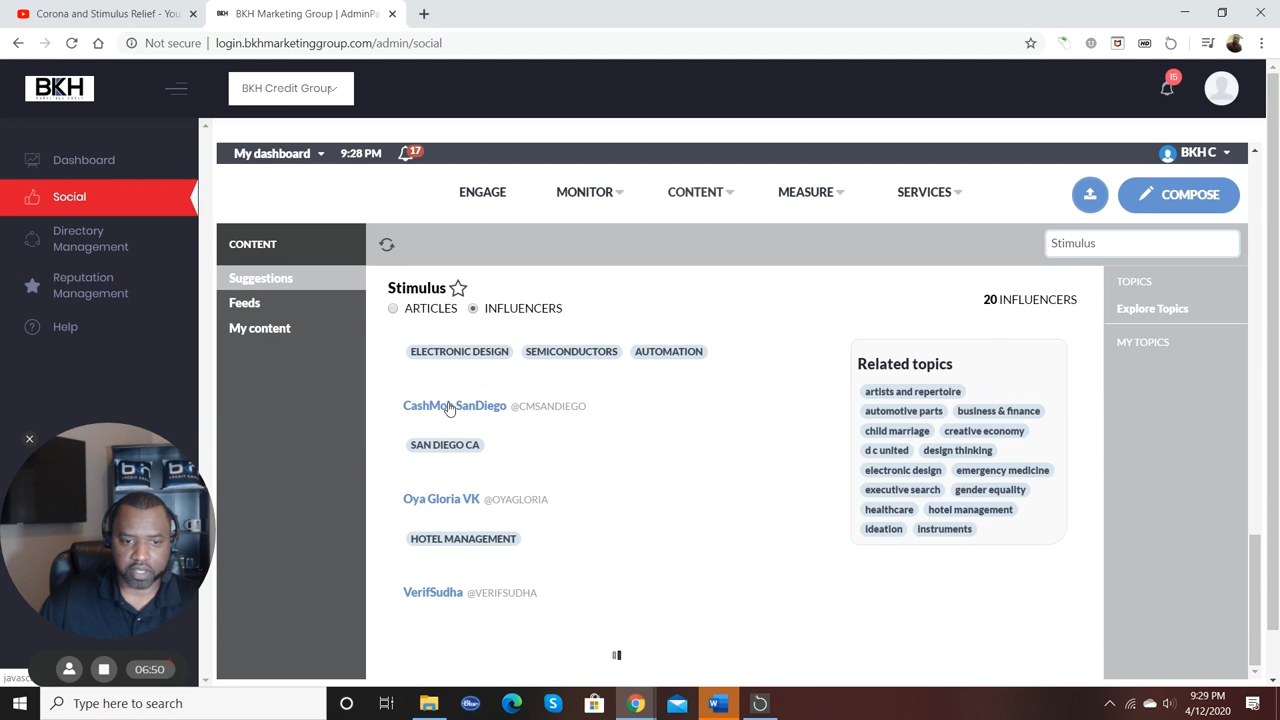 Corona and Stimulus Relief - You
BKH Marketing Group | AdminPa
Not secure
login.bkhmarketinggroup.com/admin/social
HD
BKH
BKH Credit Group
15
Dashboard
Social
Directory
Management
Reputation
Management
Help
My dashboard
9:28 PM
17
BKH C
ENGAGE
MONITOR
CONTENT
MEASURE
SERVICES
COMPOSE
CONTENT
Stimulus
Suggestions
Feeds
My content
Stimulus
ARTICLES
INFLUENCERS
20 INFLUENCERS
ELECTRONIC DESIGN
SEMICONDUCTORS
AUTOMATION
SanDiego @CMSANDIEGO
SAN DIEGO CA
Oya Gloria VK @OYAGLORIA
HOTEL MANAGEMENT
VerifSudha @VERIFSUDHA
Related topics
artists and repertoire
automotive parts business & finance
child marriage creative economy
d c united design thinking
electronic design emergency medicine
executive search gender equality
healthcare hotel management
ideation instruments
TOPICS
Explore Topics
MY TOPICS
06:50
javasc
Type here to search
9:29 PM
4/12/2020